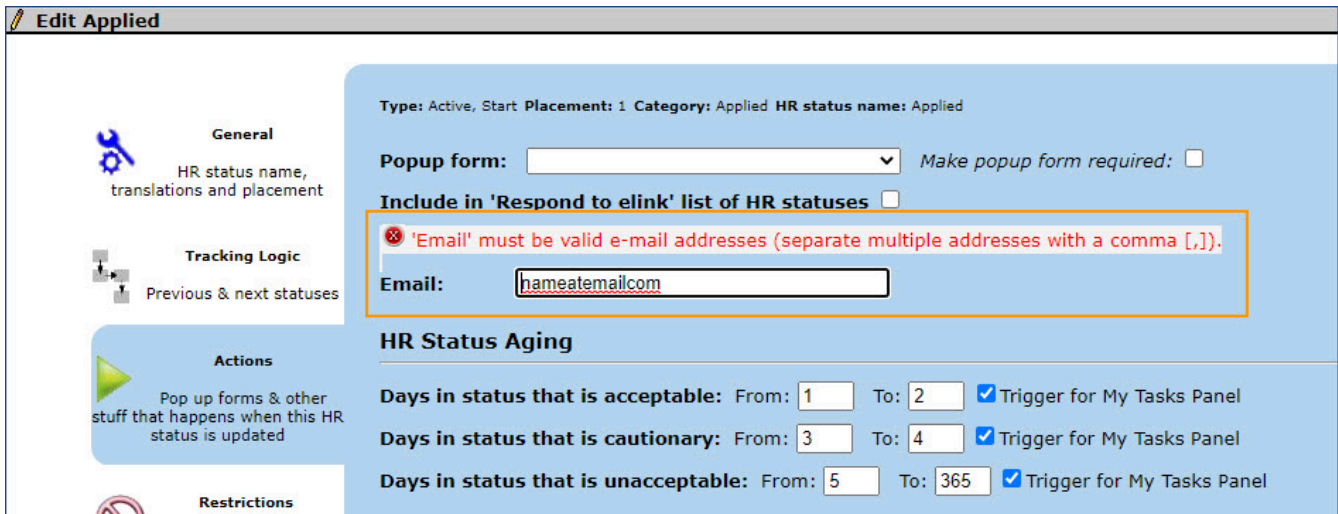 Edit Applied
Type: Active, Start Placement: 1 Category: Applied HR status name: Applied
General
HR status name,
translations and placement
Popup form:
Make popup form required:
Include in 'Respond to elink' list of HR statuses
'Email' must be valid e-mail addresses (separate multiple addresses with a comma [,]).
Email: nameatemailcom
Tracking Logic
Previous & next statuses
HR Status Aging
Actions
Pop up forms & other
stuff that happens when this HR
status is updated
Days in status that is acceptable: From: 1 To: 2 Trigger for My Tasks Panel
Days in status that is cautionary: From: 3 To: 4 Trigger for My Tasks Panel
Days in status that is unacceptable: From: 5 To: 365 Trigger for My Tasks Panel
Restrictions